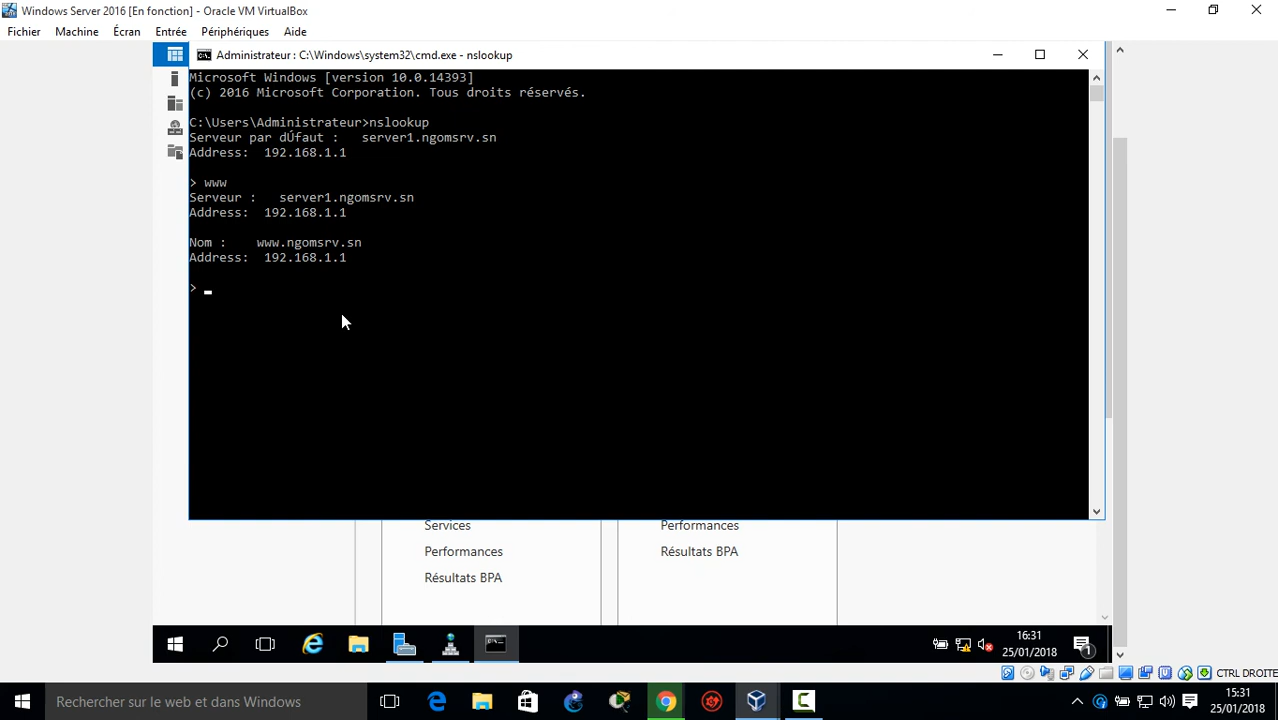 Windows Server 2016 [En fonction] - Oracle VM VirtualBox
Fichier Machine Écran Entrée Périphériques Aide
Administrateur : C:\Windows\system32\cmd.exe - nslookup
Microsoft Windows [version 10.0.14393]
(c) 2016 Microsoft Corporation. Tous droits réservés.
C:\Users\Administrateur>nslookup
Serveur par dÚfaut :   server1.ngomsrv.sn
Address:  192.168.1.1
> www
Serveur :   server1.ngomsrv.sn
Address:  192.168.1.1
Nom :    www.ngomsrv.sn
Address:  192.168.1.1
>
Services Performances
Performances Résultats BPA
Résultats BPA
16:31
25/01/2018
1
CTRL DROITE
Rechercher sur le web et dans Windows
15:31
25/01/2018